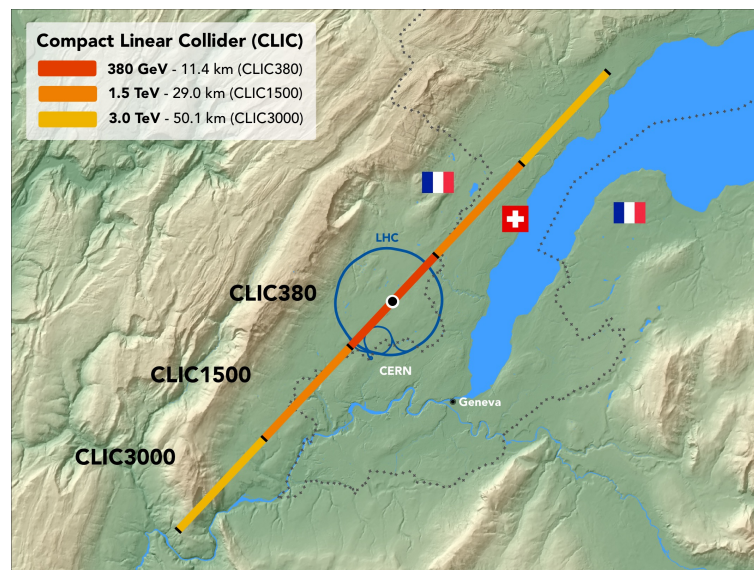 Compact Linear Collider (CLIC)
380 GeV - 11.4 km (CLIC380)
1.5 TeV - 29.0 km (CLIC1500)
3.0 TeV - 50.1 km (CLIC3000)
LHC
CLIC380
CLIC1500
CERN
Geneva
CLIC3000